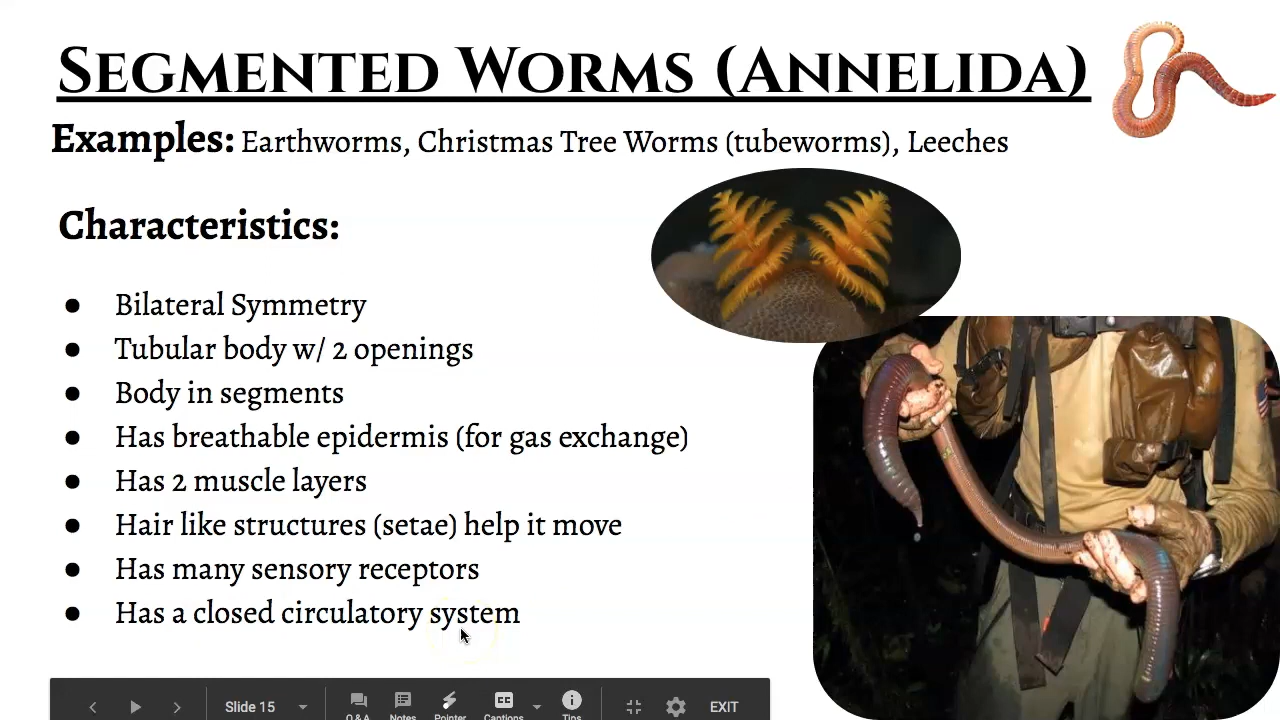 Segmented Worms (Annelida)
Examples: Earthworms, Christmas Tree Worms (tubeworms), Leeches
Characteristics:
● Bilateral Symmetry
● Tubular body w/ 2 openings
● Body in segments
● Has breathable epidermis (for gas exchange)
● Has 2 muscle layers
● Hair like structures (setae) help it move
● Has many sensory receptors
● Has a closed circulatory system
Slide 15 Q&A Notes Pointer Captions Tips EXIT